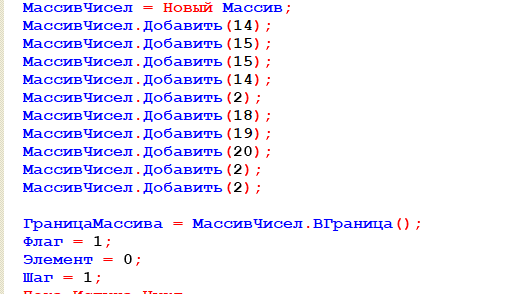 МассивЧисел = Новый Массив;
МассивЧисел.Добавить(14);
МассивЧисел.Добавить(15);
МассивЧисел.Добавить(15);
МассивЧисел.Добавить(14);
МассивЧисел.Добавить(2);
МассивЧисел.Добавить(18);
МассивЧисел.Добавить(19);
МассивЧисел.Добавить(20);
МассивЧисел.Добавить(2);
МассивЧисел.Добавить(2);
ГраницаМассива = МассивЧисел.ВГраница();
Флаг = 1;
Элемент = 0;
Шаг = 1;